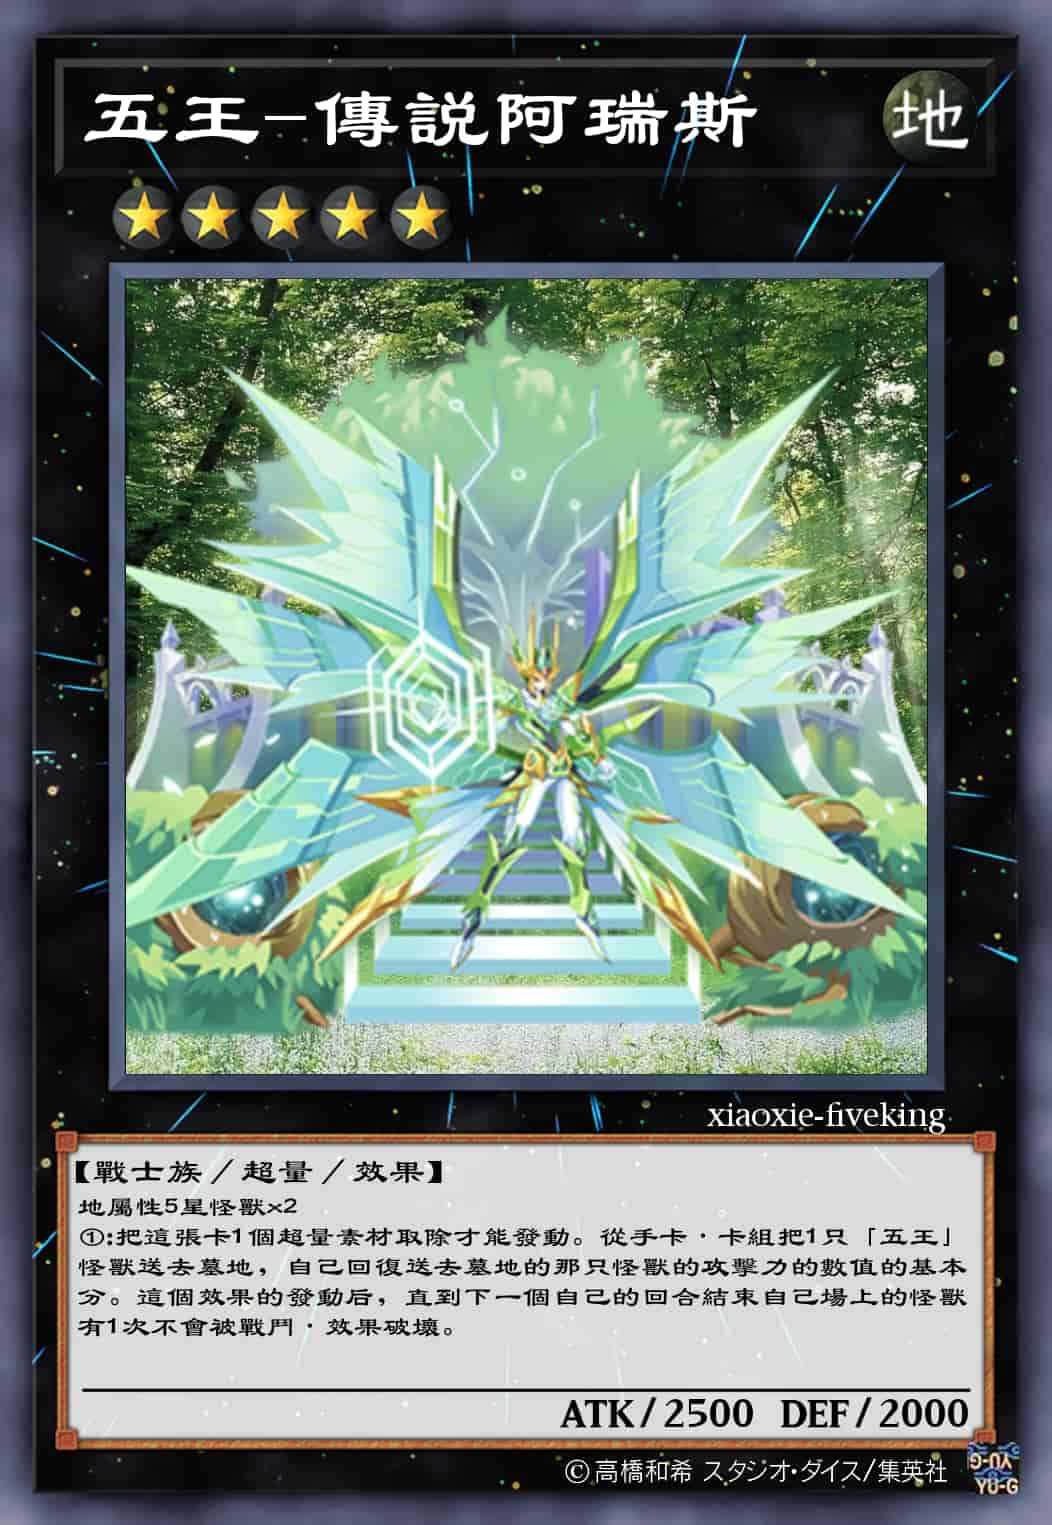 五王-傳説阿瑞斯
地
xiaoxie-fiveking
【戰士族／超量／效果】
地屬性5星怪獸×2
①:把這張卡1個超量素材取除才能發動。從手卡·卡組把1只「五王」
怪獸送去墓地，自己回復送去墓地的那只怪獸的攻擊力的數值的基本
分。這個效果的發動后，直到下一個自己的回合結束自己場上的怪獸
有1次不會被戰鬥·效果破壞。
ATK/2500 DEF/2000
©高橋和希 スタジオ·ダイス/集英社
YU-G